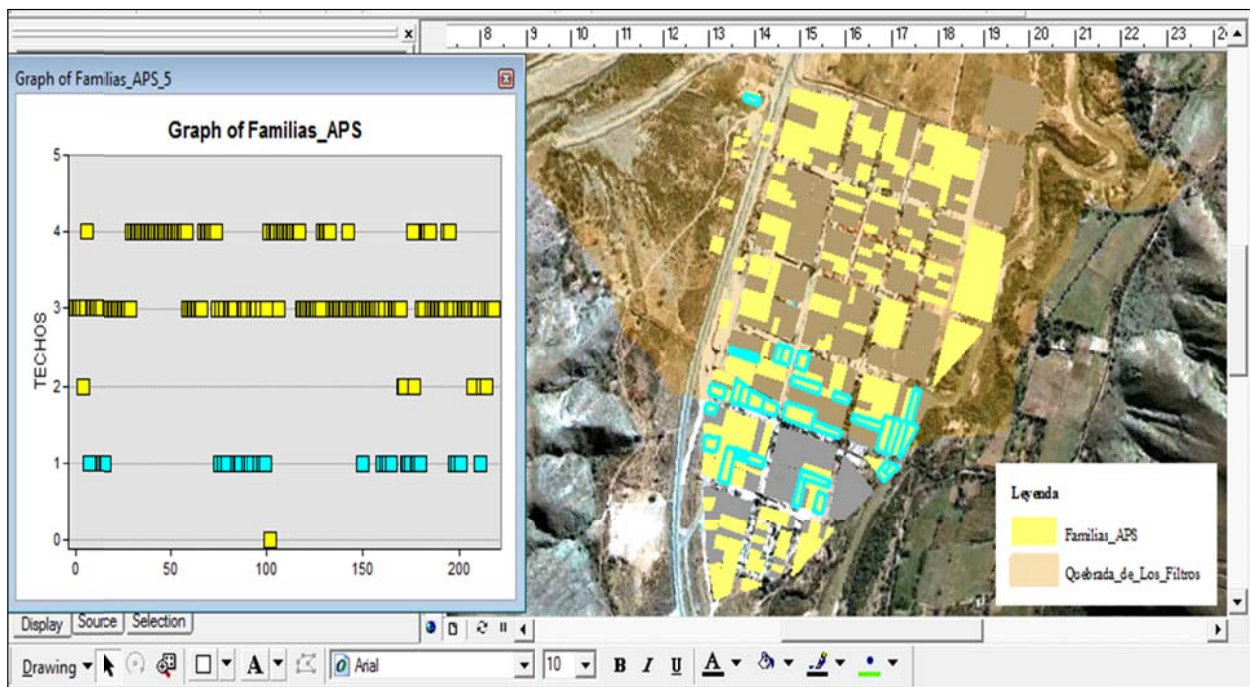 x
8 9 10 11 12 13 14 15 16 17 18 19 20 21 22 23
Graph of Familias_APS_5
Graph of Familias_APS
5
4
3
2
1
0
TECHOS
0 50 100 150 200
Leyenda
Familias_APS
Quebrada_de_Los_Filtros
Display Source Selection
Drawing A Arial 10 B I U A